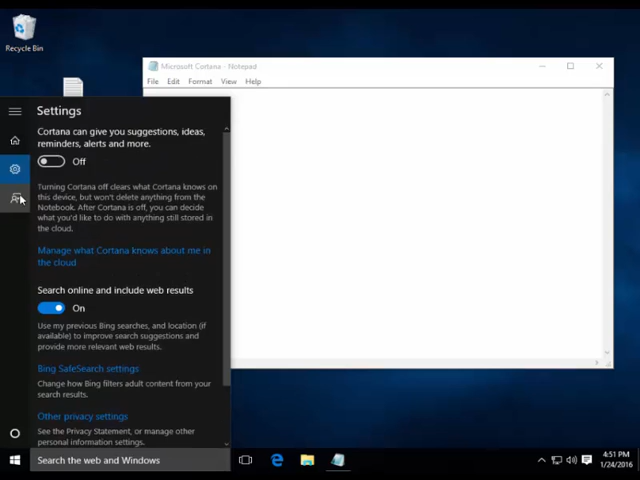 Recycle Bin
Microsoft Cortana - Notepad
File Edit Format View Help
Settings
Cortana can give you suggestions, ideas,
reminders, alerts and more.
Off
Turning Cortana off clears what Cortana knows on
this device, but won't delete anything from the
Notebook. After Cortana is off, you can decide
what you'd like to do with anything still stored in
the cloud.
Manage what Cortana knows about me in
the cloud
Search online and include web results
On
Use my previous Bing searches, and location (if
available) to improve search suggestions and
provide more relevant web results.
Bing SafeSearch settings
Change how Bing filters adult content from your
search results.
Other privacy settings
See the Privacy Statement, or manage other
personal information settings.
Search the web and Windows
4:51 PM
1/24/2016